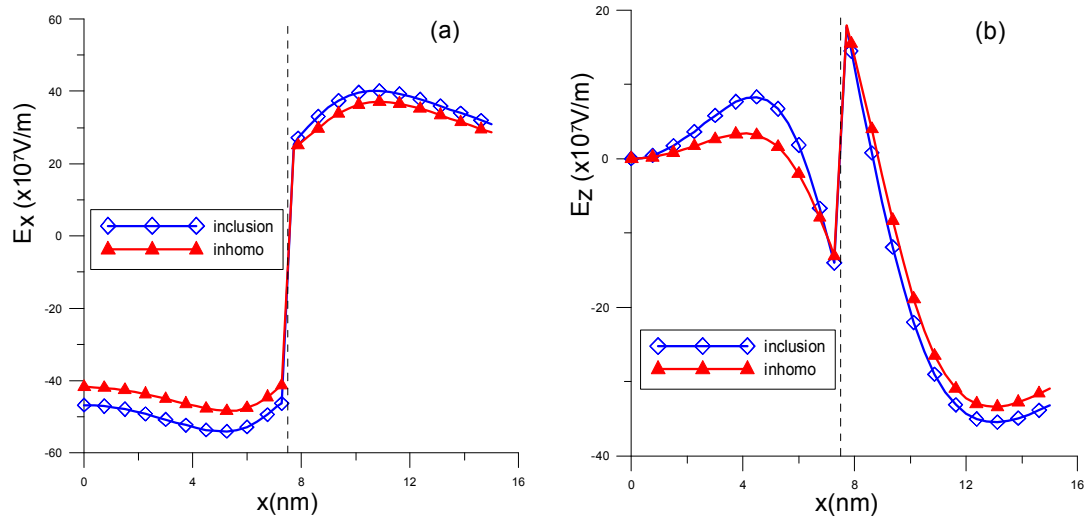 (a)
Ex (x10⁷V/m)
60
40
20
0
-20
-40
-60
inclusion
inhomo
0
4
8
12
16
x(nm)
(b)
Ez (x10⁷V/m)
20
0
-20
-40
inclusion
inhomo
0
4
8
12
16
x(nm)